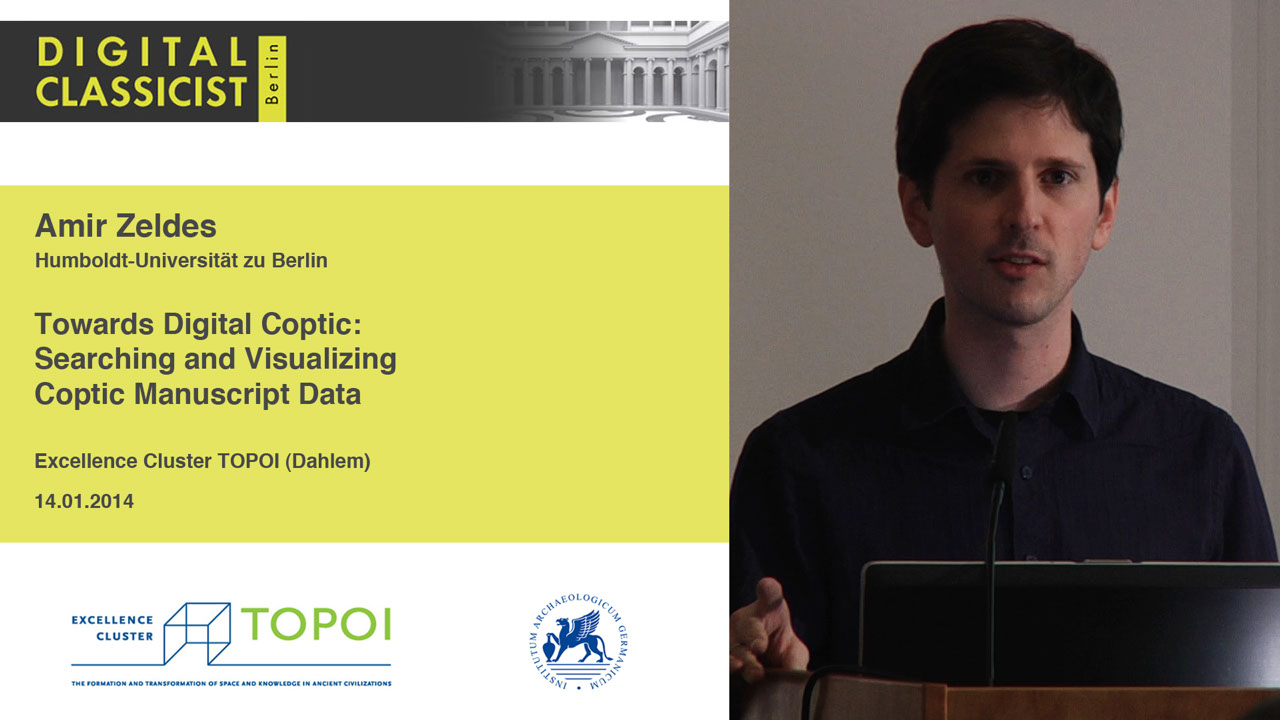 DIGITAL
CLASSICIST
Berlin
Amir Zeldes
Humboldt-Universität zu Berlin
Towards Digital Coptic:
Searching and Visualizing
Coptic Manuscript Data
Excellence Cluster TOPOI (Dahlem)
14.01.2014
EXCELLENCE
CLUSTER
TOPOI
THE FORMATION AND TRANSFORMATION OF SPACE AND KNOWLEDGE IN ANCIENT CIVILIZATIONS
INSTITUTUM ARCHAEOLOGICUM GERMANICUM